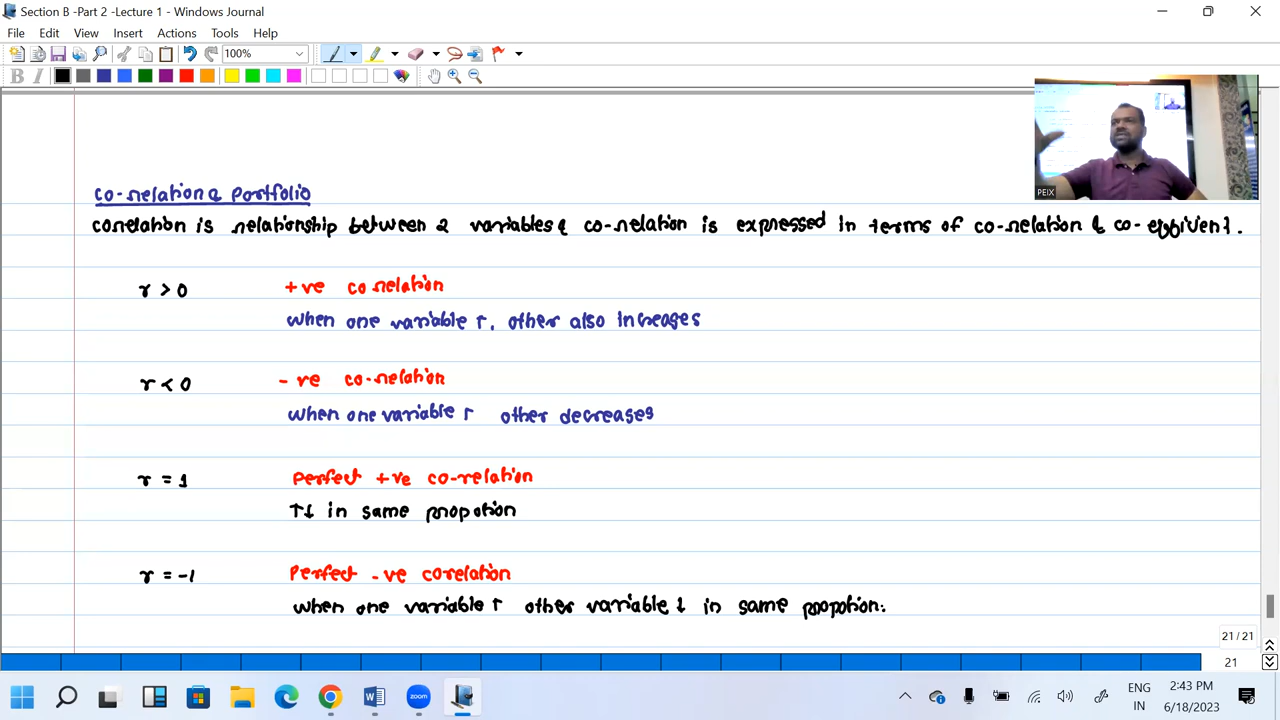 Section B -Part 2 -Lecture 1 - Windows Journal
File Edit View Insert Actions Tools Help
100%
B I
PEIX
co-relation & Portfolio
corelation is relationship between 2 variables & co-relation is expressed in terms of co-relation & co-efficient.
r > 0 +ve corelation
when one variable ↑, other also increases
r < 0 -ve co-relation
when one variable ↑ other decreases
r = 1 Perfect +ve co-relation
↑↓ in same propotion
r = -1 Perfect -ve corelation
when one variable ↑ other variable ↓ in same propotion.
21 / 21
21
zoom
ENG
IN
2:43 PM
6/18/2023